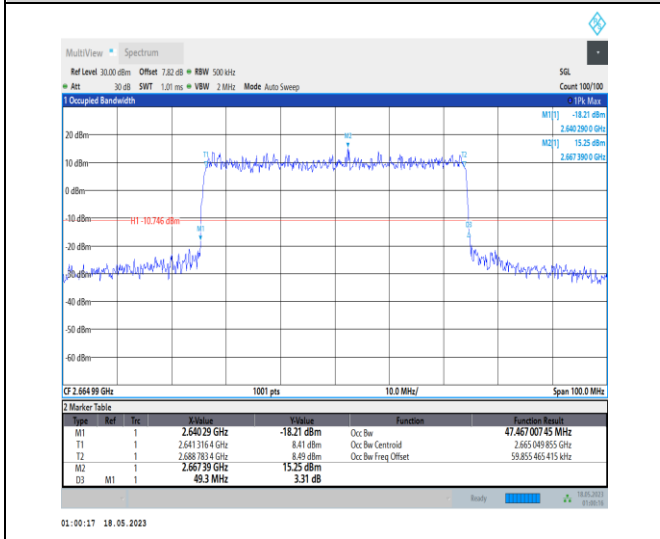 MultiView Spectrum
Ref Level 30.00 dBm Offset 7.82 dB RBW 500 kHz SGL
Att 30 dB SWT 1.01 ms VBW 2 MHz Mode Auto Sweep Count 100/100
1 Occupied Bandwidth 1Pk Max
M1[1] -18.21 dBm
2.640 290 0 GHz
M2[1] 15.25 dBm
2.667 390 0 GHz
20 dBm
M2
T1 T2
10 dBm
0 dBm
-10 dBm H1 -10.746 dBm
M1 D3
-20 dBm
-30 dBm
-40 dBm
-50 dBm
-60 dBm
CF 2.664 99 GHz 1001 pts 10.0 MHz/ Span 100.0 MHz
2 Marker Table
Type Ref Trc X-Value Y-Value Function Function Result
M1 1 2.640 29 GHz -18.21 dBm Occ Bw 47.467 007 45 MHz
T1 1 2.641 316 4 GHz 8.41 dBm Occ Bw Centroid 2.665 049 855 GHz
T2 1 2.688 783 4 GHz 8.49 dBm Occ Bw Freq Offset 59.855 465 415 kHz
M2 1 2.667 39 GHz 15.25 dBm
D3 M1 1 49.3 MHz 3.31 dB
Ready 18.05.2023
01:00:16
01:00:17 18.05.2023